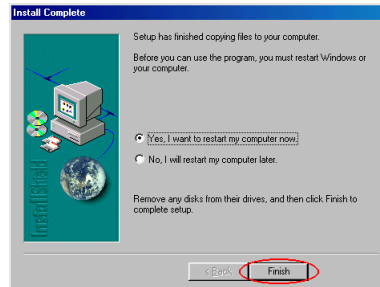 Install Complete
Setup has finished copying files to your computer.
Before you can use the program, you must restart Windows or
your computer.
Yes, I want to restart my computer now.
No, I will restart my computer later.
Remove any disks from their drives, and then click Finish to
complete setup.
InstallShield
< Back
Finish